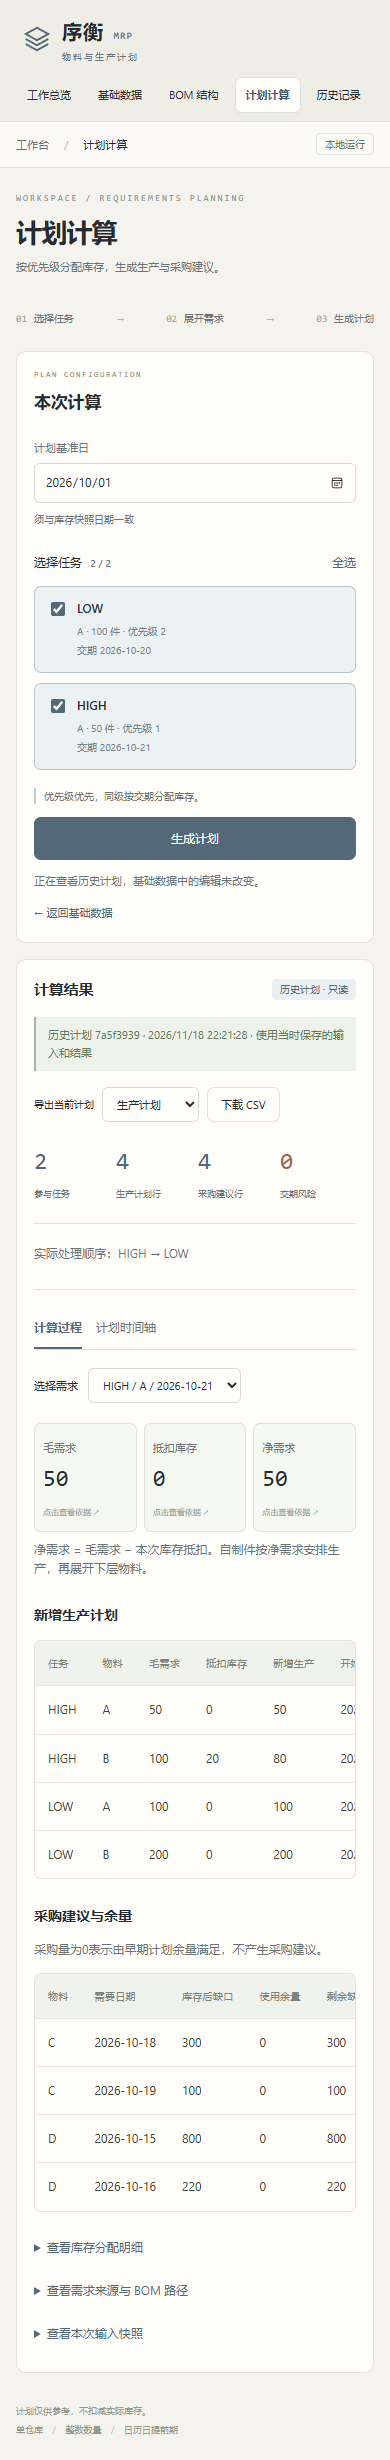 序衡 MRP
物料与生产计划
工作总览 基础数据 BOM 结构 计划计算 历史记录
工作台 / 计划计算 本地运行
WORKSPACE / REQUIREMENTS PLANNING
计划计算
按优先级分配库存，生成生产与采购建议。
01 选择任务 → 02 展开需求 → 03 生成计划
PLAN CONFIGURATION
本次计算
计划基准日
2026/10/01
须与库存快照日期一致
选择任务 2 / 2 全选
LOW
A · 100 件 · 优先级 2
交期 2026-10-20
HIGH
A · 50 件 · 优先级 1
交期 2026-10-21
优先级优先，同级按交期分配库存。
生成计划
正在查看历史计划，基础数据中的编辑未改变。
← 返回基础数据
计算结果 历史计划 · 只读
历史计划 7a5f3939 · 2026/11/18 22:21:28 · 使用当时保存的输
入和结果
导出当前计划 生产计划 下载 CSV
2 4 4 0
参与任务 生产计划行 采购建议行 交期风险
实际处理顺序：HIGH → LOW
计算过程 计划时间轴
选择需求 HIGH / A / 2026-10-21
毛需求 抵扣库存 净需求
50 0 50
点击查看依据 ↗ 点击查看依据 ↗ 点击查看依据 ↗
净需求 = 毛需求 − 本次库存抵扣。自制件按净需求安排生
产，再展开下层物料。
新增生产计划
任务 物料 毛需求 抵扣库存 新增生产 开始
HIGH A 50 0 50 202
HIGH B 100 20 80 202
LOW A 100 0 100 202
LOW B 200 0 200 202
采购建议与余量
采购量为0表示由早期计划余量满足，不产生采购建议。
物料 需要日期 库存后缺口 使用余量 剩余缺
C 2026-10-18 300 0 300
C 2026-10-19 100 0 100
D 2026-10-15 800 0 800
D 2026-10-16 220 0 220
▶ 查看库存分配明细
▶ 查看需求来源与 BOM 路径
▶ 查看本次输入快照
计划仅供参考，不扣减实际库存。
单仓库 / 整数数量 / 日历日提前期